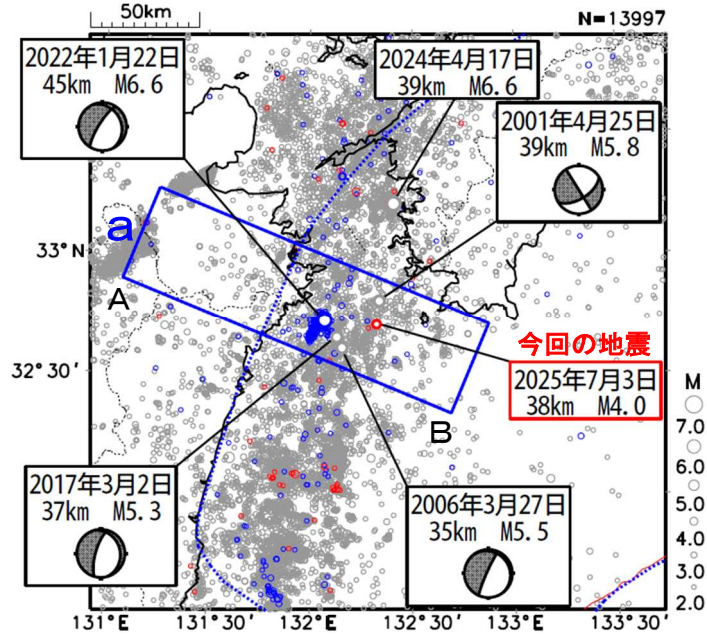 50km
N=13997
2022年1月22日
45km M6.6
2024年4月17日
39km M6.6
2001年4月25日
39km M5.8
a
33°N
A
今回の地震
2025年7月3日
38km M4.0
32°30'
B
M
7.0
6.0
5.0
4.0
3.0
2.0
2017年3月2日
37km M5.3
2006年3月27日
35km M5.5
131°E
131°30'
132°E
132°30'
133°E
133°30'